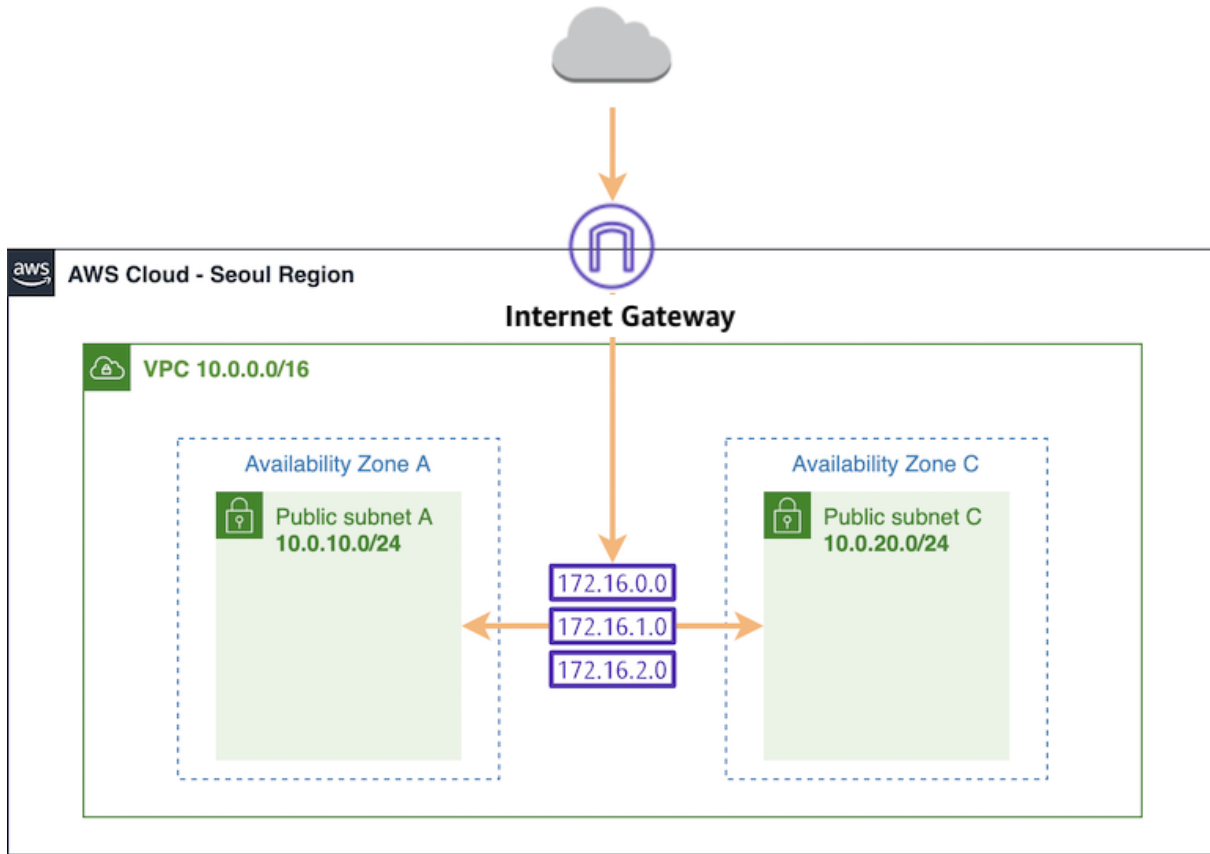 aws
AWS Cloud - Seoul Region
Internet Gateway
VPC 10.0.0.0/16
Availability Zone A
Public subnet A
10.0.10.0/24
172.16.0.0
172.16.1.0
172.16.2.0
Availability Zone C
Public subnet C
10.0.20.0/24